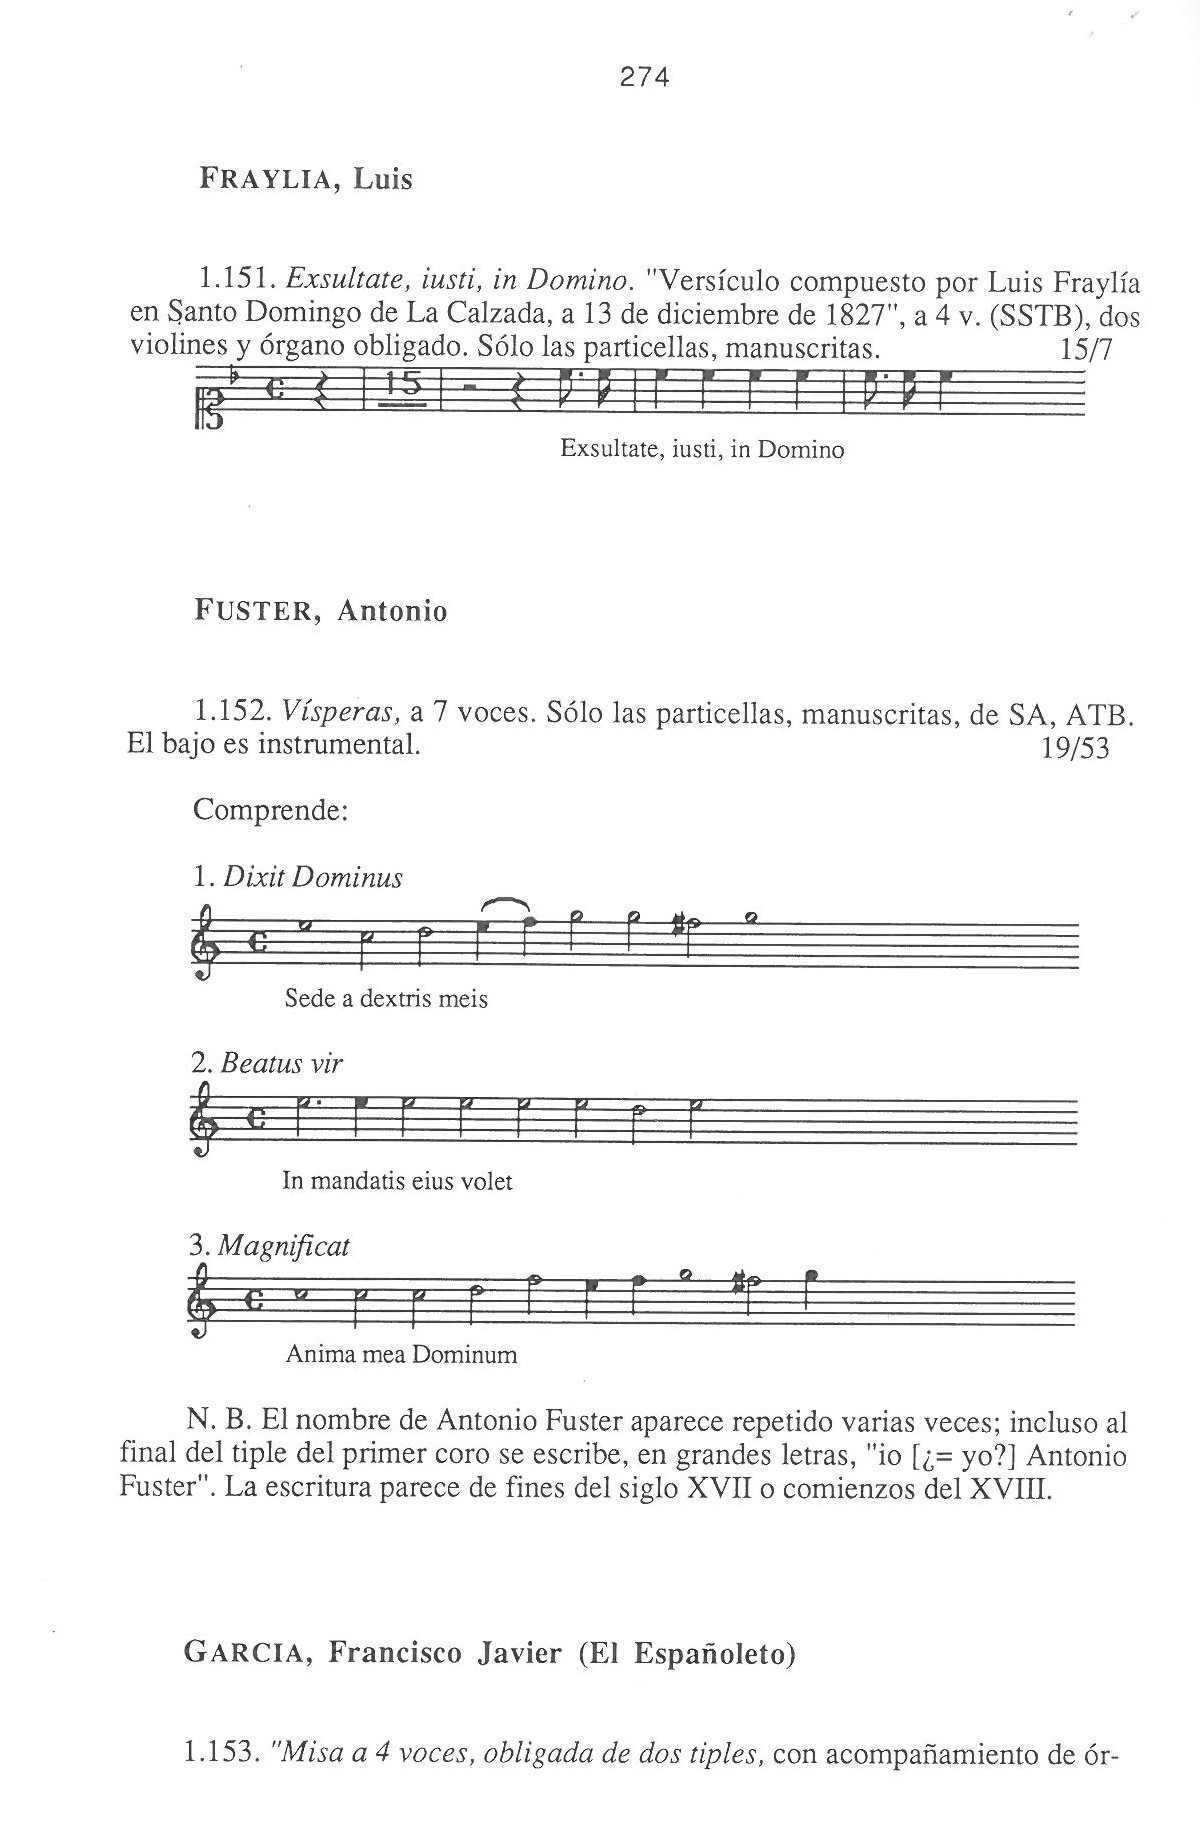 274
FRAYLIA, Luis
1.151. Exsultate, iusti, in Domino. "Versículo compuesto por Luis Fraylía
en Santo Domingo de La Calzada, a 13 de diciembre de 1827", a 4 v. (SSTB), dos
violines y órgano obligado. Sólo las particellas, manuscritas. 15/7
15
Exsultate, iusti, in Domino
FUSTER, Antonio
1.152. Vísperas, a 7 voces. Sólo las particellas, manuscritas, de SA, ATB.
El bajo es instrumental. 19/53
Comprende:
1. Dixit Dominus
Sede a dextris meis
2. Beatus vir
In mandatis eius volet
3. Magnificat
Anima mea Dominum
N. B. El nombre de Antonio Fuster aparece repetido varias veces; incluso al
final del tiple del primer coro se escribe, en grandes letras, "io [¿= yo?] Antonio
Fuster". La escritura parece de fines del siglo XVII o comienzos del XVIII.
GARCIA, Francisco Javier (El Españoleto)
1.153. "Misa a 4 voces, obligada de dos tiples, con acompañamiento de ór-